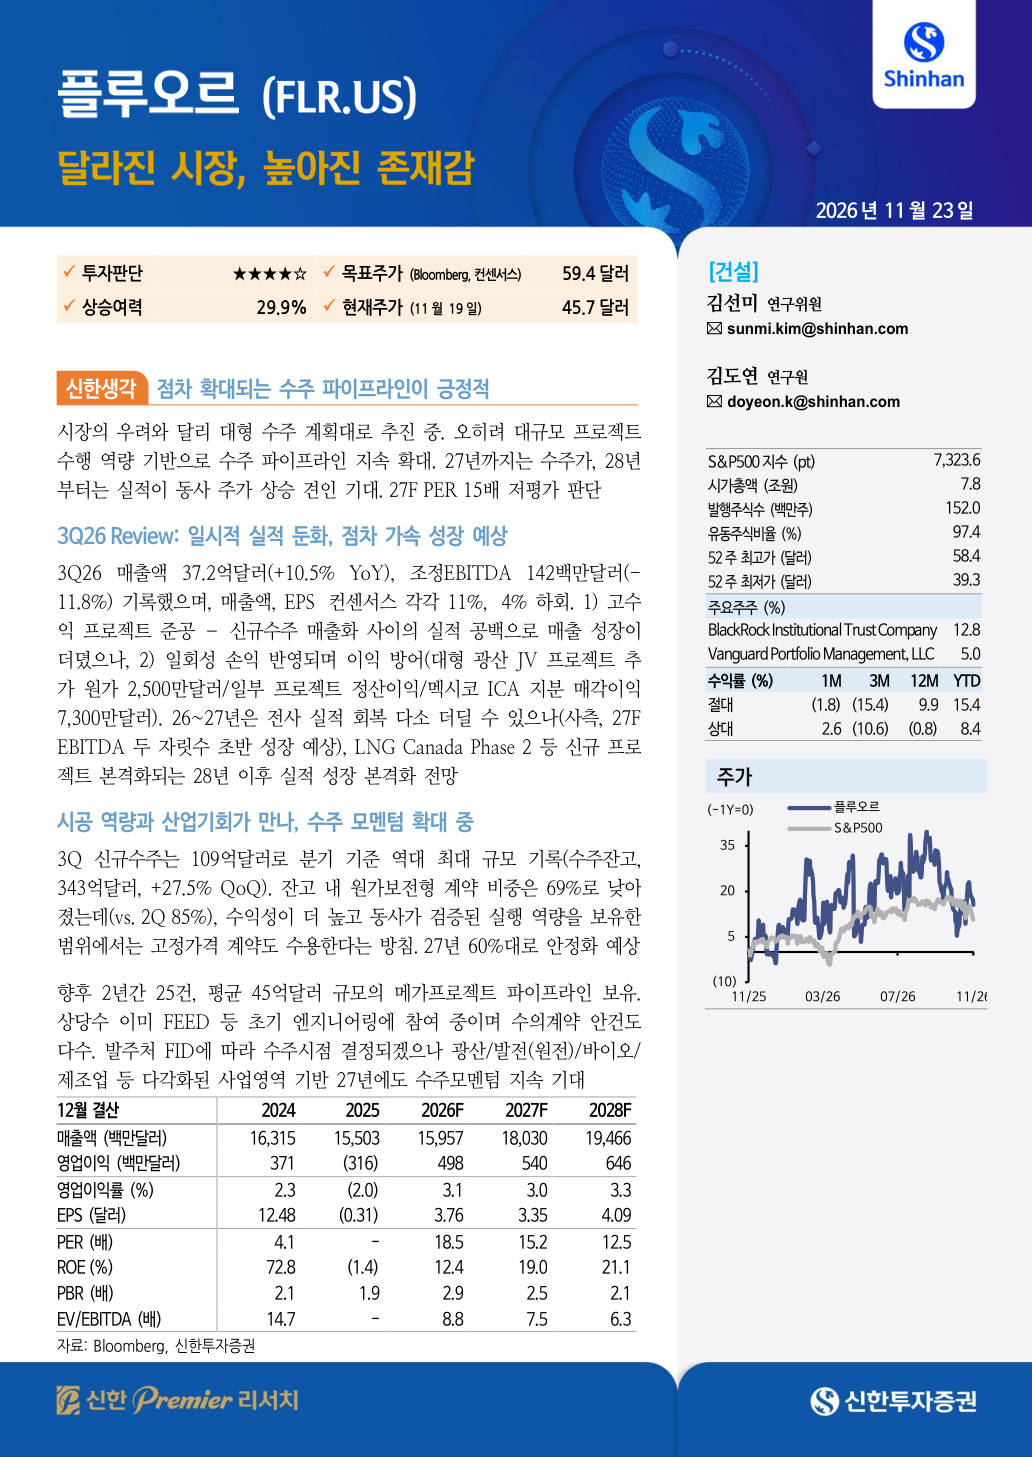 Shinhan
플루오르 (FLR.US)
달라진 시장, 높아진 존재감
2026년 11월 23일
✓ 투자판단 ★★★★☆ ✓ 목표주가 (Bloomberg, 컨센서스) 59.4 달러
✓ 상승여력 29.9% ✓ 현재주가 (11월 19일) 45.7 달러
신한생각 점차 확대되는 수주 파이프라인이 긍정적
시장의 우려와 달리 대형 수주 계획대로 추진 중. 오히려 대규모 프로젝트
수행 역량 기반으로 수주 파이프라인 지속 확대. 27년까지는 수주가, 28년
부터는 실적이 동사 주가 상승 견인 기대. 27F PER 15배 저평가 판단
3Q26 Review: 일시적 실적 둔화, 점차 가속 성장 예상
3Q26 매출액 37.2억달러(+10.5% YoY), 조정EBITDA 142백만달러(-
11.8%) 기록했으며, 매출액, EPS 컨센서스 각각 11%, 4% 하회. 1) 고수
익 프로젝트 준공 – 신규수주 매출화 사이의 실적 공백으로 매출 성장이
더뎠으나, 2) 일회성 손익 반영되며 이익 방어(대형 광산 JV 프로젝트 추
가 원가 2,500만달러/일부 프로젝트 정산이익/멕시코 ICA 지분 매각이익
7,300만달러). 26~27년은 전사 실적 회복 다소 더딜 수 있으나(사측, 27F
EBITDA 두 자릿수 초반 성장 예상), LNG Canada Phase 2 등 신규 프로
젝트 본격화되는 28년 이후 실적 성장 본격화 전망
시공 역량과 산업기회가 만나, 수주 모멘텀 확대 중
3Q 신규수주는 109억달러로 분기 기준 역대 최대 규모 기록(수주잔고,
343억달러, +27.5% QoQ). 잔고 내 원가보전형 계약 비중은 69%로 낮아
졌는데(vs. 2Q 85%), 수익성이 더 높고 동사가 검증된 실행 역량을 보유한
범위에서는 고정가격 계약도 수용한다는 방침. 27년 60%대로 안정화 예상
향후 2년간 25건, 평균 45억달러 규모의 메가프로젝트 파이프라인 보유.
상당수 이미 FEED 등 초기 엔지니어링에 참여 중이며 수의계약 안건도
다수. 발주처 FID에 따라 수주시점 결정되겠으나 광산/발전(원전)/바이오/
제조업 등 다각화된 사업영역 기반 27년에도 수주모멘텀 지속 기대
12월 결산 2024 2025 2026F 2027F 2028F
매출액 (백만달러) 16,315 15,503 15,957 18,030 19,466
영업이익 (백만달러) 371 (316) 498 540 646
영업이익률 (%) 2.3 (2.0) 3.1 3.0 3.3
EPS (달러) 12.48 (0.31) 3.76 3.35 4.09
PER (배) 4.1 – 18.5 15.2 12.5
ROE (%) 72.8 (1.4) 12.4 19.0 21.1
PBR (배) 2.1 1.9 2.9 2.5 2.1
EV/EBITDA (배) 14.7 – 8.8 7.5 6.3
자료: Bloomberg, 신한투자증권
[건설]
김선미 연구위원
sunmi.kim@shinhan.com
김도연 연구원
doyeon.k@shinhan.com
S&P500 지수 (pt) 7,323.6
시가총액 (조원) 7.8
발행주식수 (백만주) 152.0
유동주식비율 (%) 97.4
52주 최고가 (달러) 58.4
52주 최저가 (달러) 39.3
주요주주 (%)
BlackRock Institutional Trust Company 12.8
Vanguard Portfolio Management, LLC 5.0
수익률 (%) 1M 3M 12M YTD
절대 (1.8) (15.4) 9.9 15.4
상대 2.6 (10.6) (0.8) 8.4
주가
(-1Y=0)
플루오르
S&P500
35
20
5
(10)
11/25 03/26 07/26 11/26
신한 Premier 리서치
신한투자증권